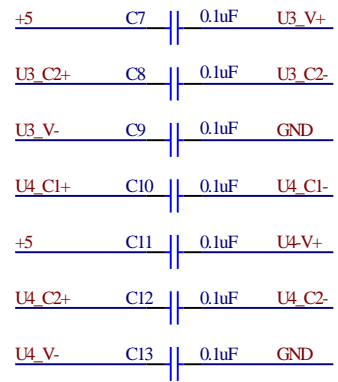 +5 C7 0.1uF U3_V+
U3_C2+ C8 0.1uF U3_C2-
U3_V- C9 0.1uF GND
U4_C1+ C10 0.1uF U4_C1-
+5 C11 0.1uF U4-V+
U4_C2+ C12 0.1uF U4_C2-
U4_V- C13 0.1uF GND